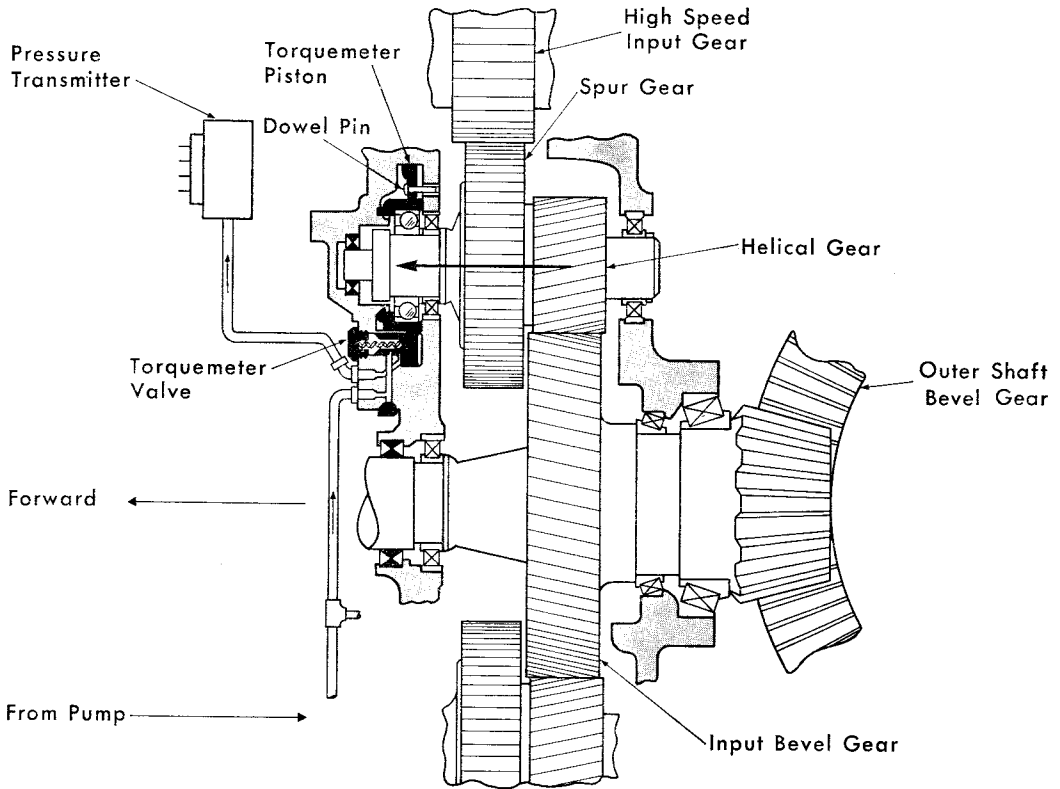 High Speed
Input Gear
Pressure
Transmitter
Torquemeter
Piston
Spur Gear
Dowel Pin
Helical Gear
Torquemeter
Valve
Outer Shaft
Bevel Gear
Forward
From Pump
Input Bevel Gear